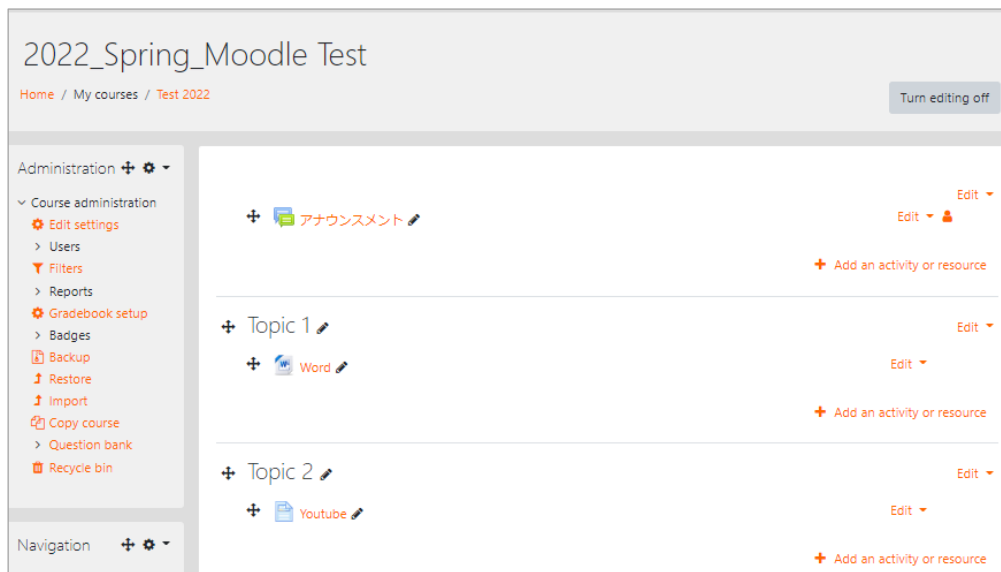 2022_Spring_Moodle Test
Home / My courses / Test 2022
Turn editing off
Administration
Course administration
Edit settings
Users
Filters
Reports
Gradebook setup
Badges
Backup
Restore
Import
Copy course
Question bank
Recycle bin
Navigation
Edit
アナウンスメント
Edit
Add an activity or resource
Topic 1
Edit
Word
Edit
Add an activity or resource
Topic 2
Edit
Youtube
Edit
Add an activity or resource